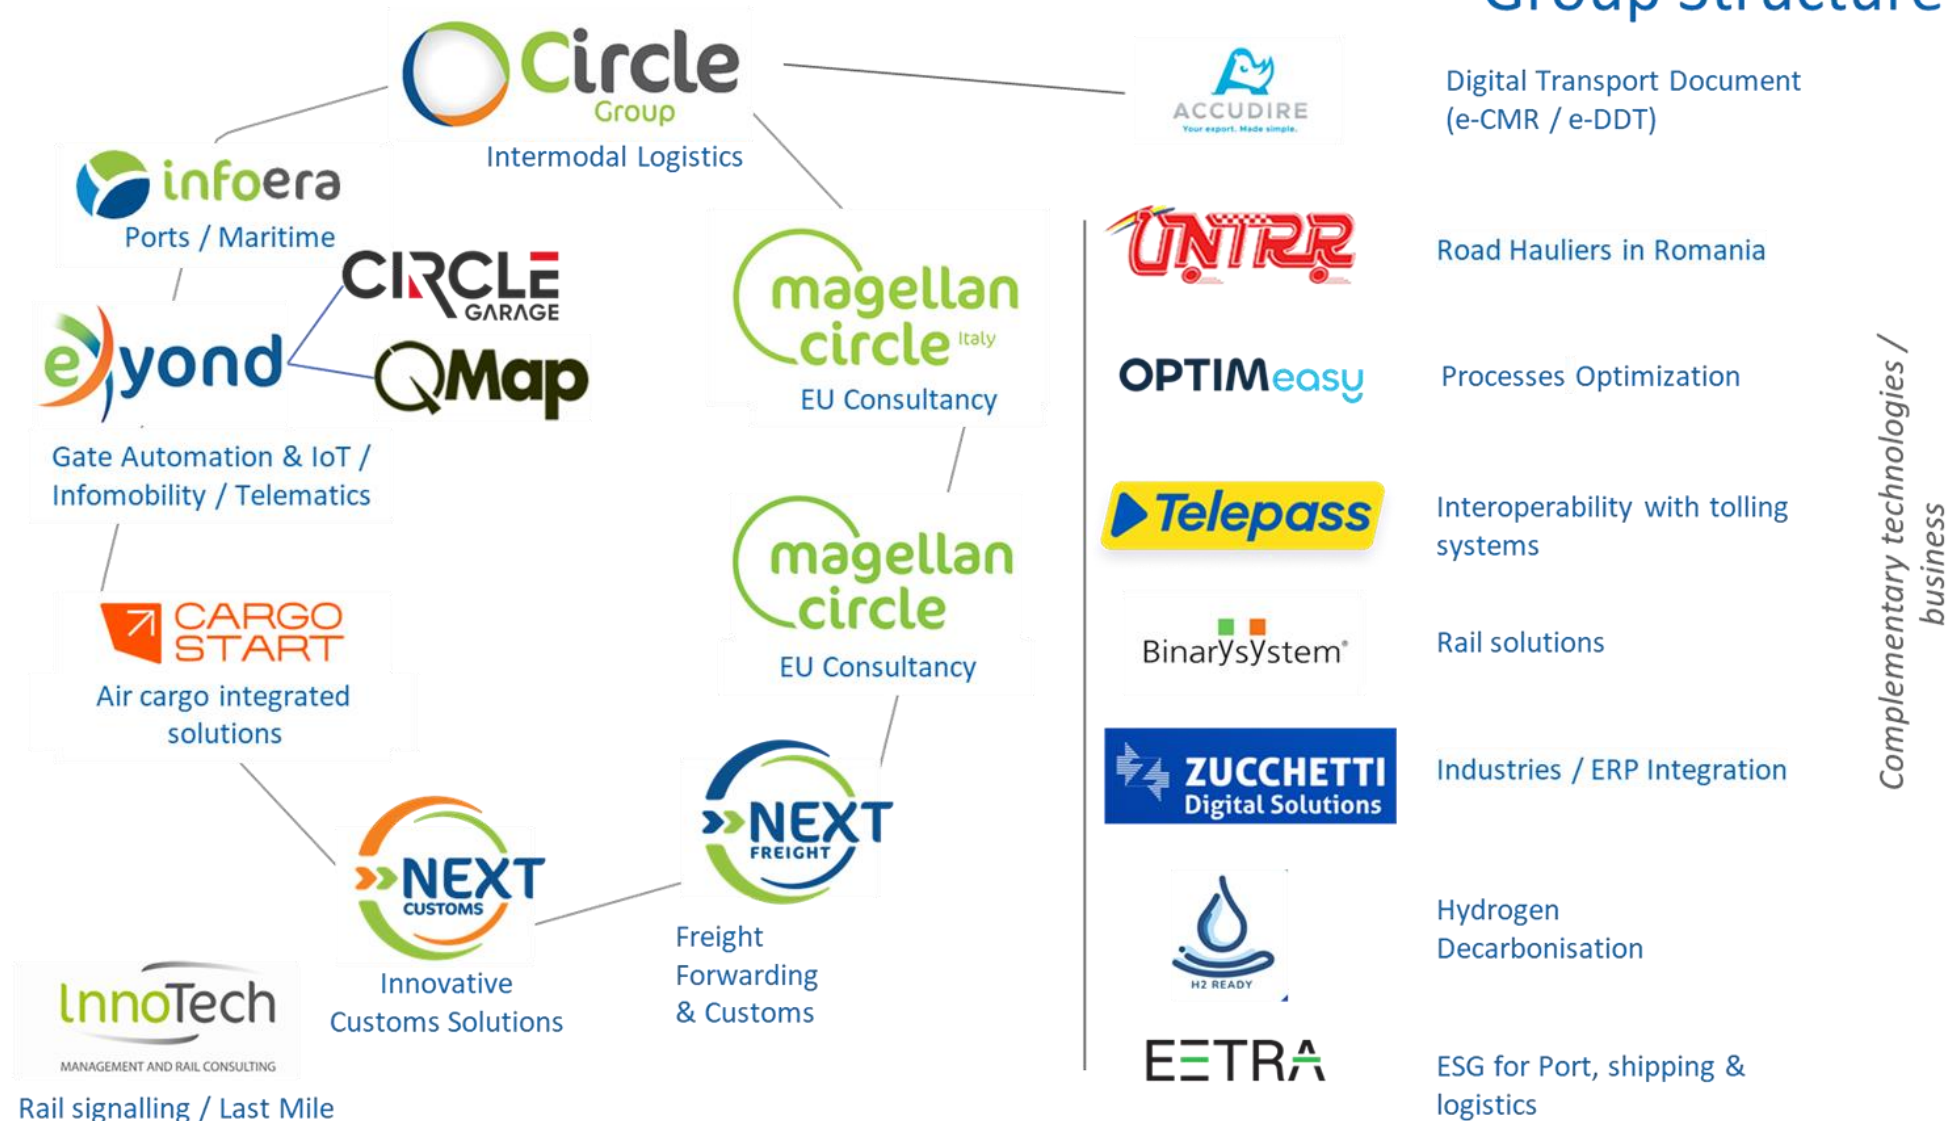 Group Structure
Circle
Group
Intermodal Logistics
infoera
Ports / Maritime
CIRCLE
GARAGE
eXyond
QMap
Gate Automation & IoT /
Infomobility / Telematics
CARGO
START
Air cargo integrated
solutions
NEXT
CUSTOMS
Innovative
Customs Solutions
InnoTech
MANAGEMENT AND RAIL CONSULTING
Rail signalling / Last Mile
magellan
circle Italy
EU Consultancy
magellan
circle
EU Consultancy
NEXT
FREIGHT
Freight
Forwarding
& Customs
ACCUDIRE
Your export. Made simple.
Digital Transport Document
(e-CMR / e-DDT)
UNTRR
Road Hauliers in Romania
OPTIMeasy
Processes Optimization
Telepass
Interoperability with tolling
systems
Binarysystem®
Rail solutions
ZUCCHETTI
Digital Solutions
Industries / ERP Integration
H2 READY
Hydrogen
Decarbonisation
EETRA
ESG for Port, shipping &
logistics
Complementary technologies /
business